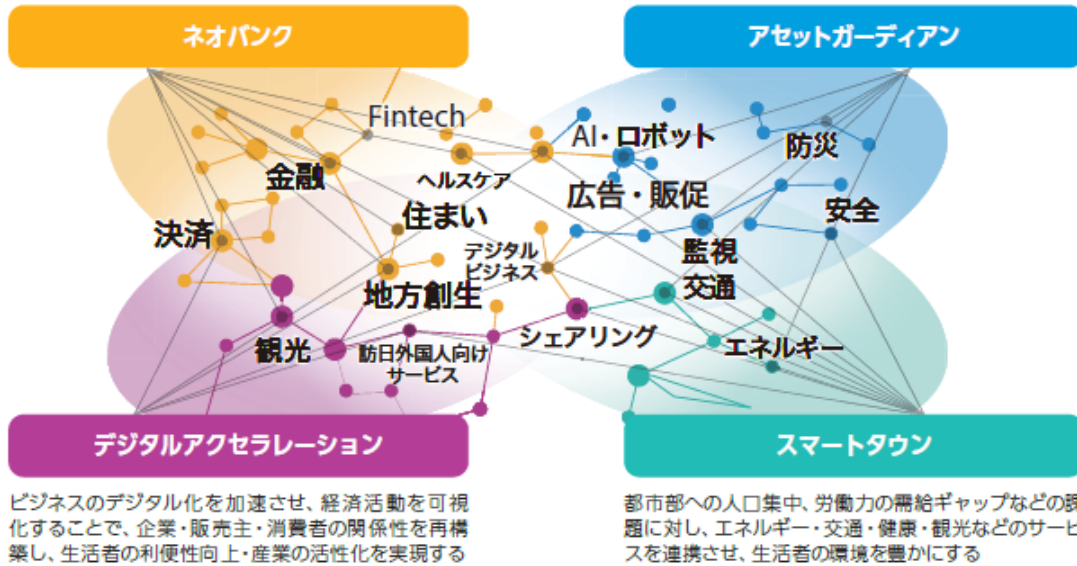 ネオバンク
アセットガーディアン
Fintech
AI・ロボット
防災
金融
ヘルスケア
広告・販促
住まい
安全
決済
デジタル
ビジネス
監視
地方創生
交通
シェアリング
観光
訪日外国人向け
サービス
エネルギー
デジタルアクセラレーション
スマートタウン
ビジネスのデジタル化を加速させ、経済活動を可視
化することで、企業・販売主・消費者の関係性を再構
築し、生活者の利便性向上・産業の活性化を実現する
都市部への人口集中、労働力の需給ギャップなどの課
題に対し、エネルギー・交通・健康・観光などのサービ
スを連携させ、生活者の環境を豊かにする